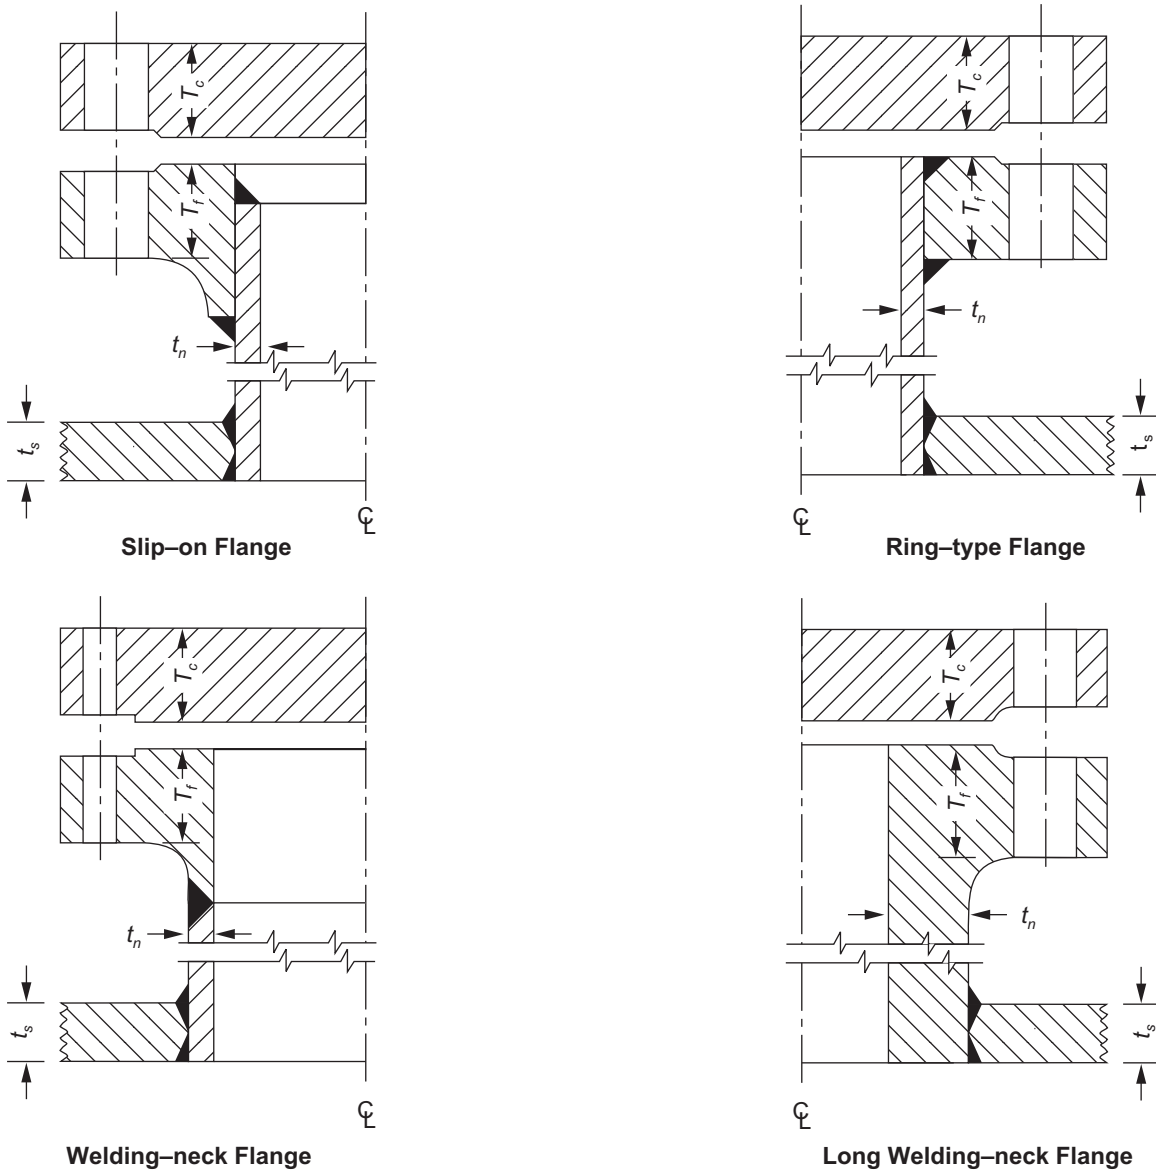 T_c
T_c
T_f
T_f
t_n
t_n
t_s
t_s
℄
℄
Slip–on Flange
Ring–type Flange
T_c
T_c
T_f
T_f
t_n
t_n
t_s
t_s
℄
℄
Welding–neck Flange
Long Welding–neck Flange